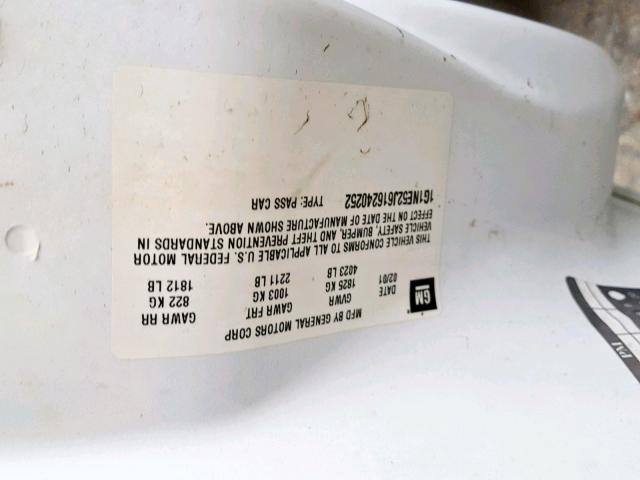 MFD BY GENERAL MOTORS CORP
GM
DATE GVWR GAWR FRT. GAWR RR
02/01 1825 KG 1003 KG 822 KG
4023 LB 2211 LB 1812 LB
THIS VEHICLE CONFORMS TO ALL APPLICABLE U.S. FEDERAL MOTOR
VEHICLE SAFETY, BUMPER, AND THEFT PREVENTION STANDARDS IN
EFFECT ON THE DATE OF MANUFACTURE SHOWN ABOVE.
1G1NE52J616240252 TYPE: PASS CAR